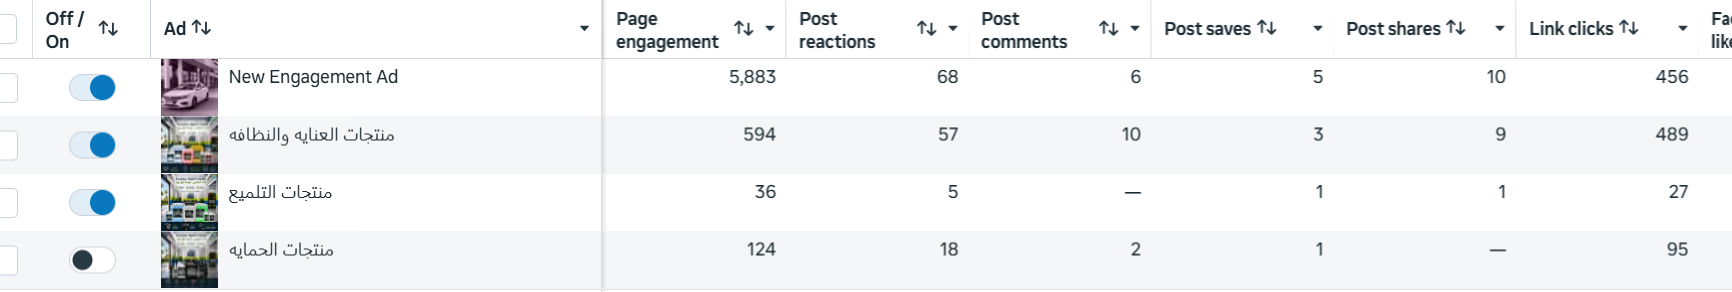 Off / On Ad Page engagement Post reactions Post comments Post saves Post shares Link clicks
New Engagement Ad 5,883 68 6 5 10 456
منتجات العنايه والنظافه 594 57 10 3 9 489
منتجات التلميع 36 5 — 1 1 27
منتجات الحمايه 124 18 2 1 — 95